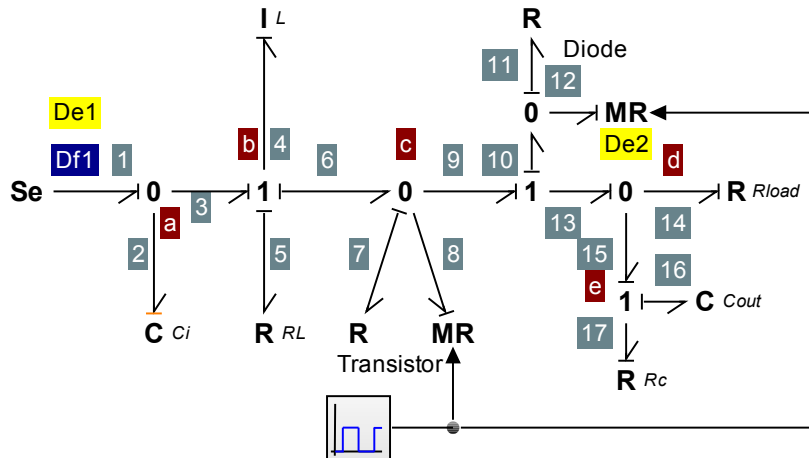 I L
R
11
12
Diode
De1
0
MR
De2
Df1
1
b
4
6
c
9
10
d
Se
0
1
0
1
0
R Rload
a
3
13
14
2
5
7
8
15
16
e
1
C Cout
C Ci
R RL
R
MR
17
Transistor
R Rc